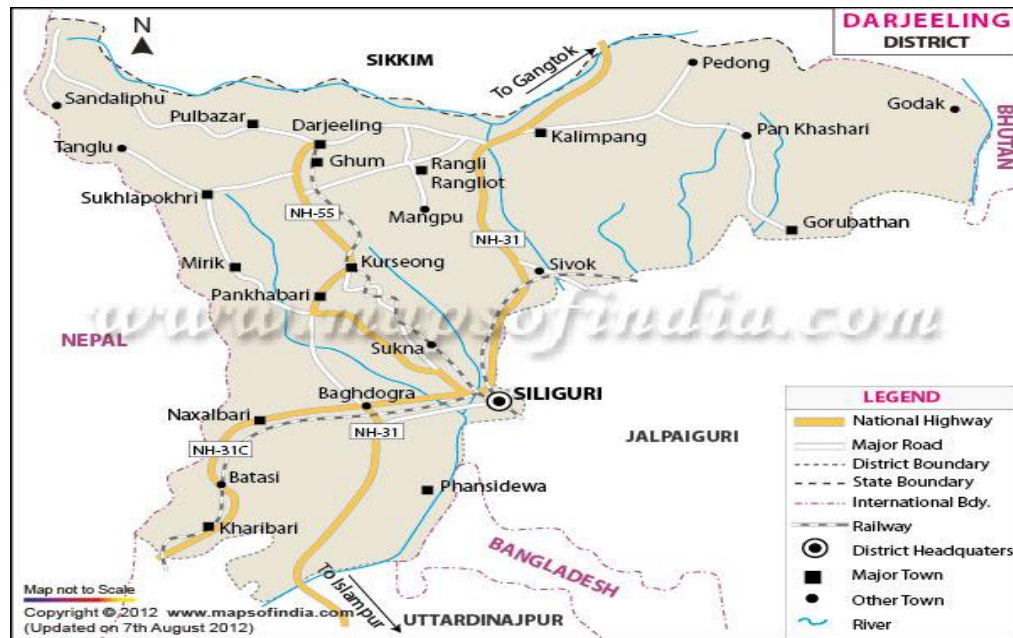 DARJEELING
DISTRICT
N
SIKKIM
To Gangtok
Pedong
Sandaliphu
Godak
Pulbazar
Darjeeling
Kalimpang
Pan Khashari
BHUTAN
Tanglu
Ghum
Rangli
Rangliot
Sukhlapokhri
Mangpu
NH-55
Gorubathan
NH-31
Mirik
Kurseong
Sivok
Pankhabari
www.mapsofindia.com
NEPAL
Sukna
Baghdogra
SILIGURI
Naxalbari
NH-31
JALPAIGURI
NH-31C
Batasi
Phansidewa
Kharibari
BANGLADESH
To Islampur
UTTARDINAJPUR
LEGEND
National Highway
Major Road
District Boundary
State Boundary
International Bdy.
Railway
District Headquaters
Major Town
Other Town
River
Map not to Scale
Copyright © 2012 www.mapsofindia.com
(Updated on 7th August 2012)